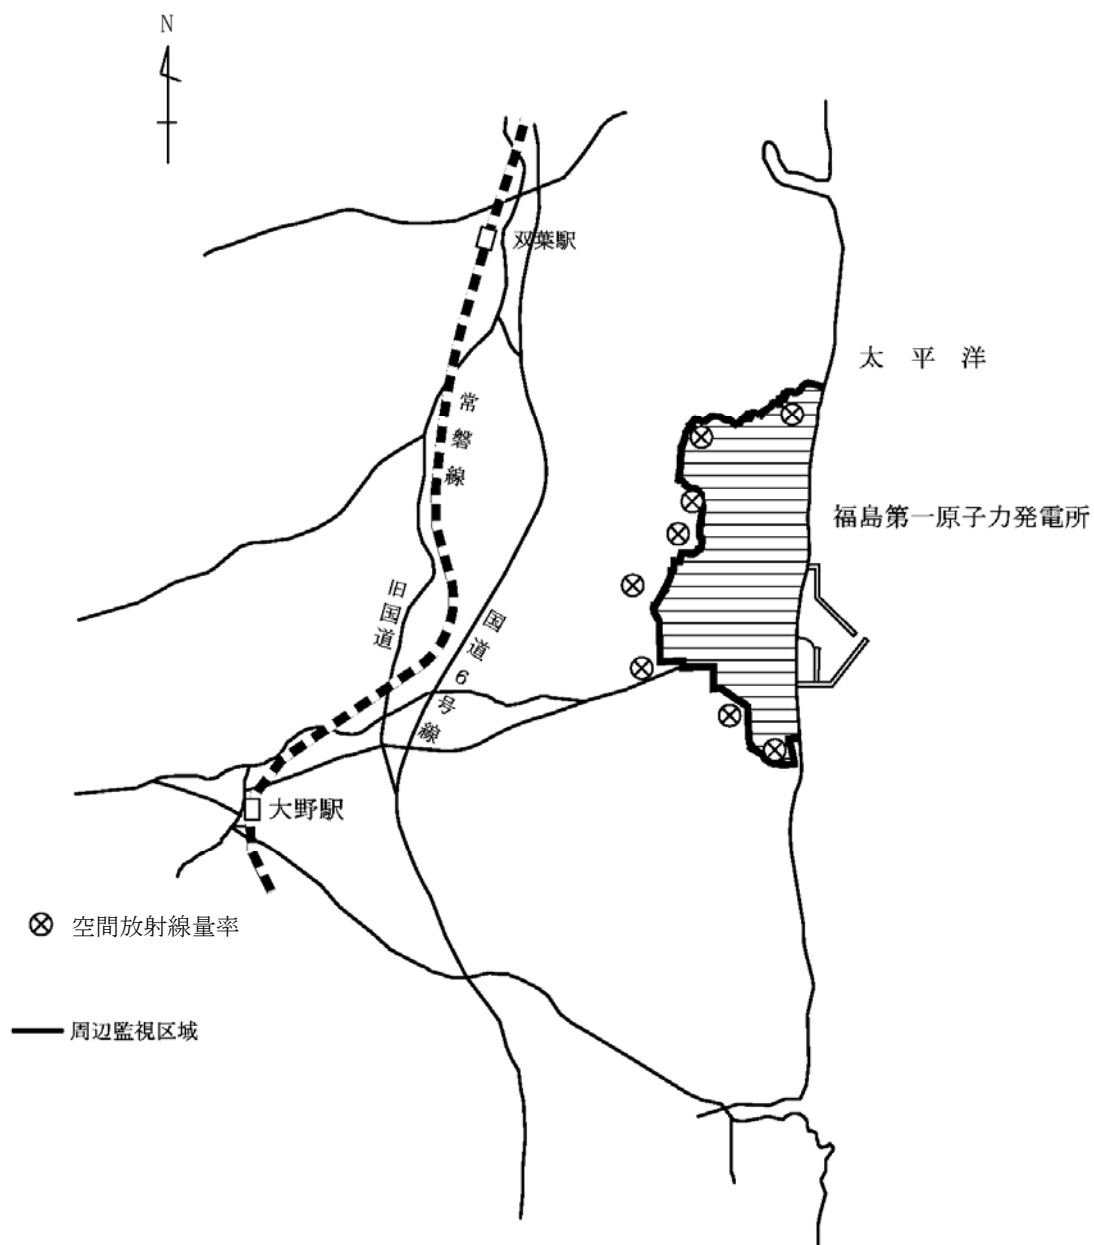 N
双葉駅
太平洋
常磐線
福島第一原子力発電所
旧国道
国道6号線
大野駅
空間放射線量率
周辺監視区域